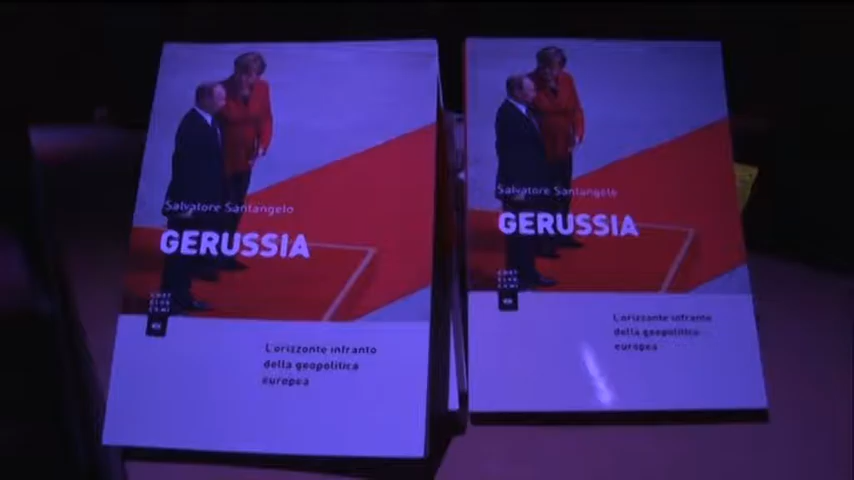 Salvatore Santangelo
GERUSSIA
L'orizzonte infranto
della geopolitica
europea
Salvatore Santangelo
GERUSSIA
L'orizzonte infranto
della geopolitica
europea